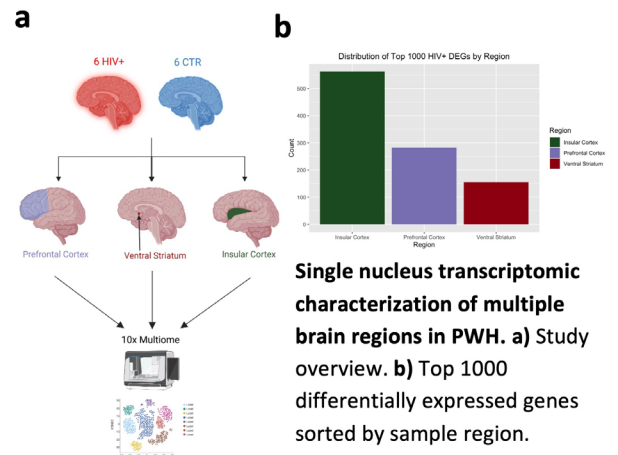 a
6 HIV+
6 CTR
Prefrontal Cortex
Ventral Striatum
Insular Cortex
10x Multiome
b
Distribution of Top 1000 HIV+ DEGs by Region
Count
500
400
300
200
100
0
Insular Cortex
Prefrontal Cortex
Ventral Striatum
Region
Region
Insular Cortex
Prefrontal Cortex
Ventral Striatum
Single nucleus transcriptomic
characterization of multiple
brain regions in PWH. a) Study
overview. b) Top 1000
differentially expressed genes
sorted by sample region.